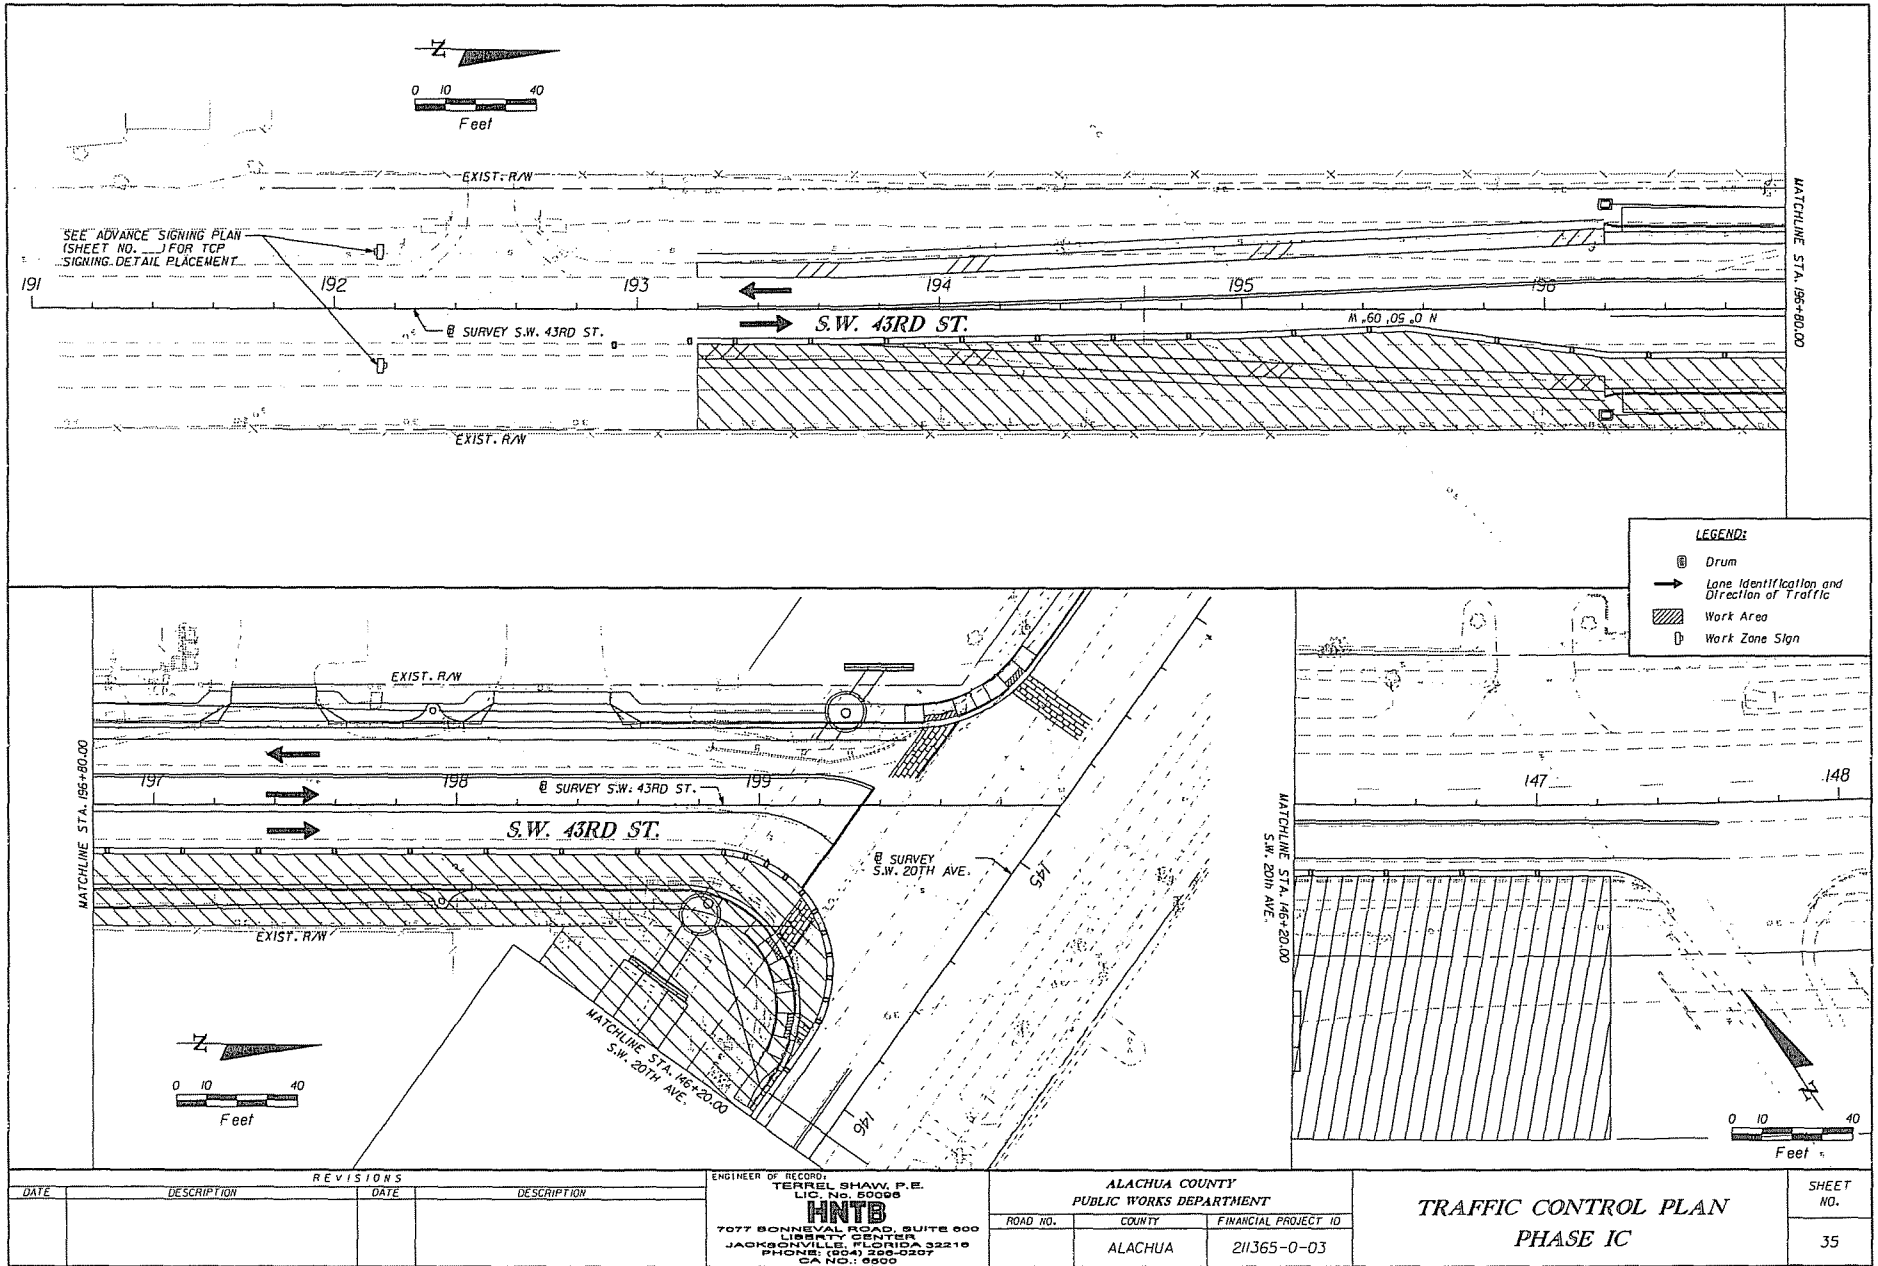 Z
0 10 40
Feet
EXIST. R/W
SEE ADVANCE SIGNING PLAN
(SHEET NO. ___) FOR TCP
SIGNING DETAIL PLACEMENT
191 192 193 194 195 196
SURVEY S.W. 43RD ST.
S.W. 43RD ST.
N 0° 50' 09" W
EXIST. R/W
MATCHLINE STA. 196+80.00
LEGEND:
Drum
Lane Identification and
Direction of Traffic
Work Area
Work Zone Sign
EXIST. R/W
MATCHLINE STA. 196+80.00
197 198 199
SURVEY S.W. 43RD ST.
S.W. 43RD ST.
SURVEY
S.W. 20TH AVE.
145
EXIST. R/W
MATCHLINE STA. 146+20.00
S.W. 20TH AVE.
146
Z
0 10 40
Feet
MATCHLINE STA. 146+20.00
S.W. 20th AVE.
147 148
Z
0 10 40
Feet
REVISIONS
DATE DESCRIPTION DATE DESCRIPTION
ENGINEER OF RECORD:
TERREL SHAW, P.E.
LIC. No. 50096
HNTB
7077 BONNEVAL ROAD, SUITE 600
LIBERTY CENTER
JACKSONVILLE, FLORIDA 32216
PHONE: (904) 296-0207
CA NO.: 6500
ALACHUA COUNTY
PUBLIC WORKS DEPARTMENT
ROAD NO. COUNTY FINANCIAL PROJECT ID
ALACHUA 211365-0-03
TRAFFIC CONTROL PLAN
PHASE IC
SHEET
NO.
35